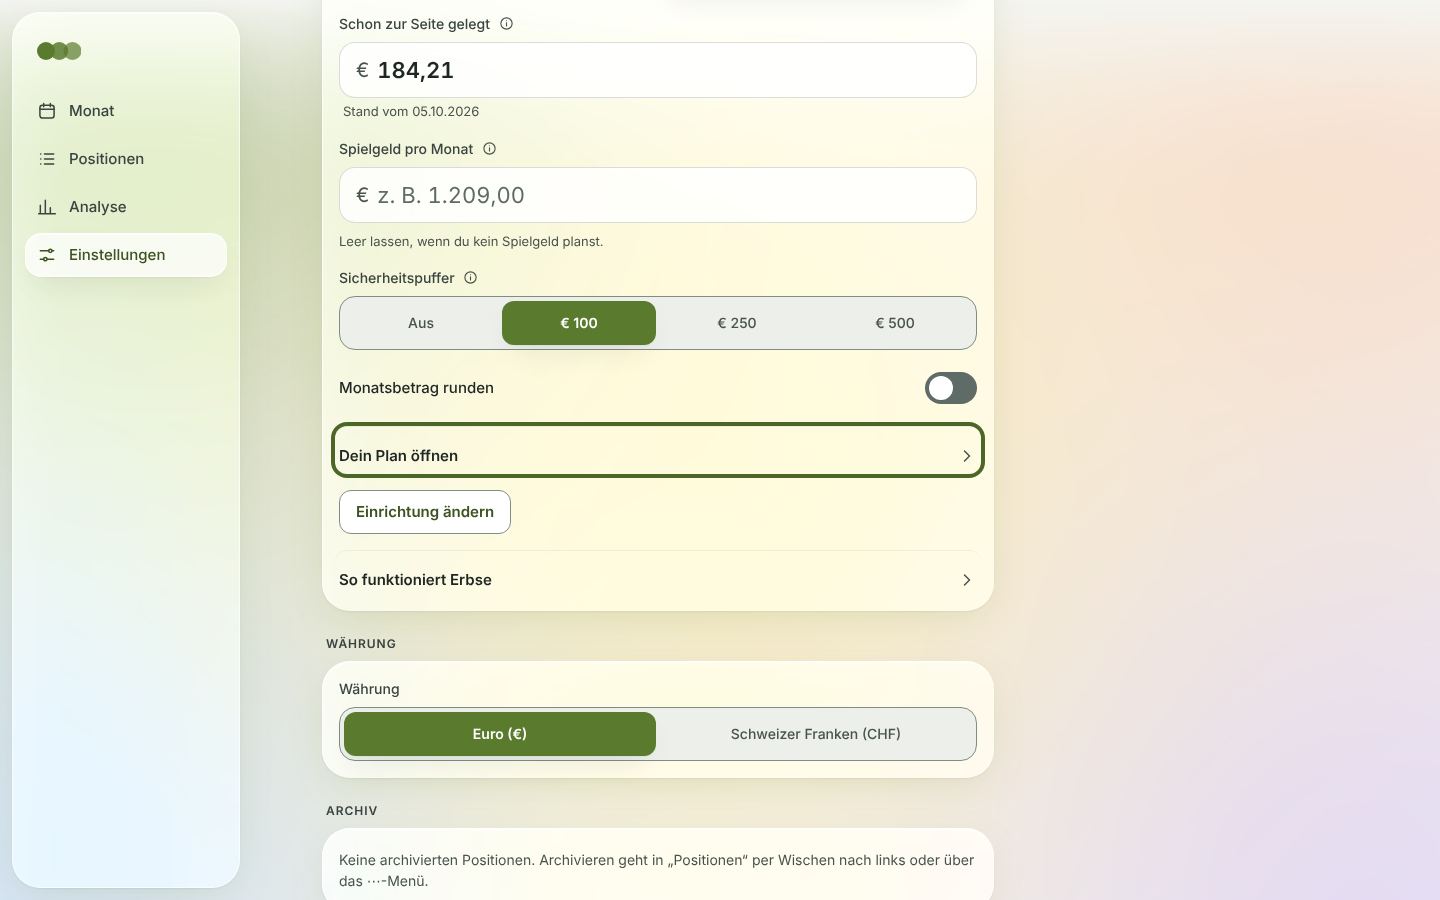 Monat
Positionen
Analyse
Einstellungen
Schon zur Seite gelegt
€ 184,21
Stand vom 05.10.2026
Spielgeld pro Monat
€ z. B. 1.209,00
Leer lassen, wenn du kein Spielgeld planst.
Sicherheitspuffer
Aus € 100 € 250 € 500
Monatsbetrag runden
Dein Plan öffnen
Einrichtung ändern
So funktioniert Erbse
WÄHRUNG
Währung
Euro (€) Schweizer Franken (CHF)
ARCHIV
Keine archivierten Positionen. Archivieren geht in „Positionen“ per Wischen nach links oder über
das ···-Menü.